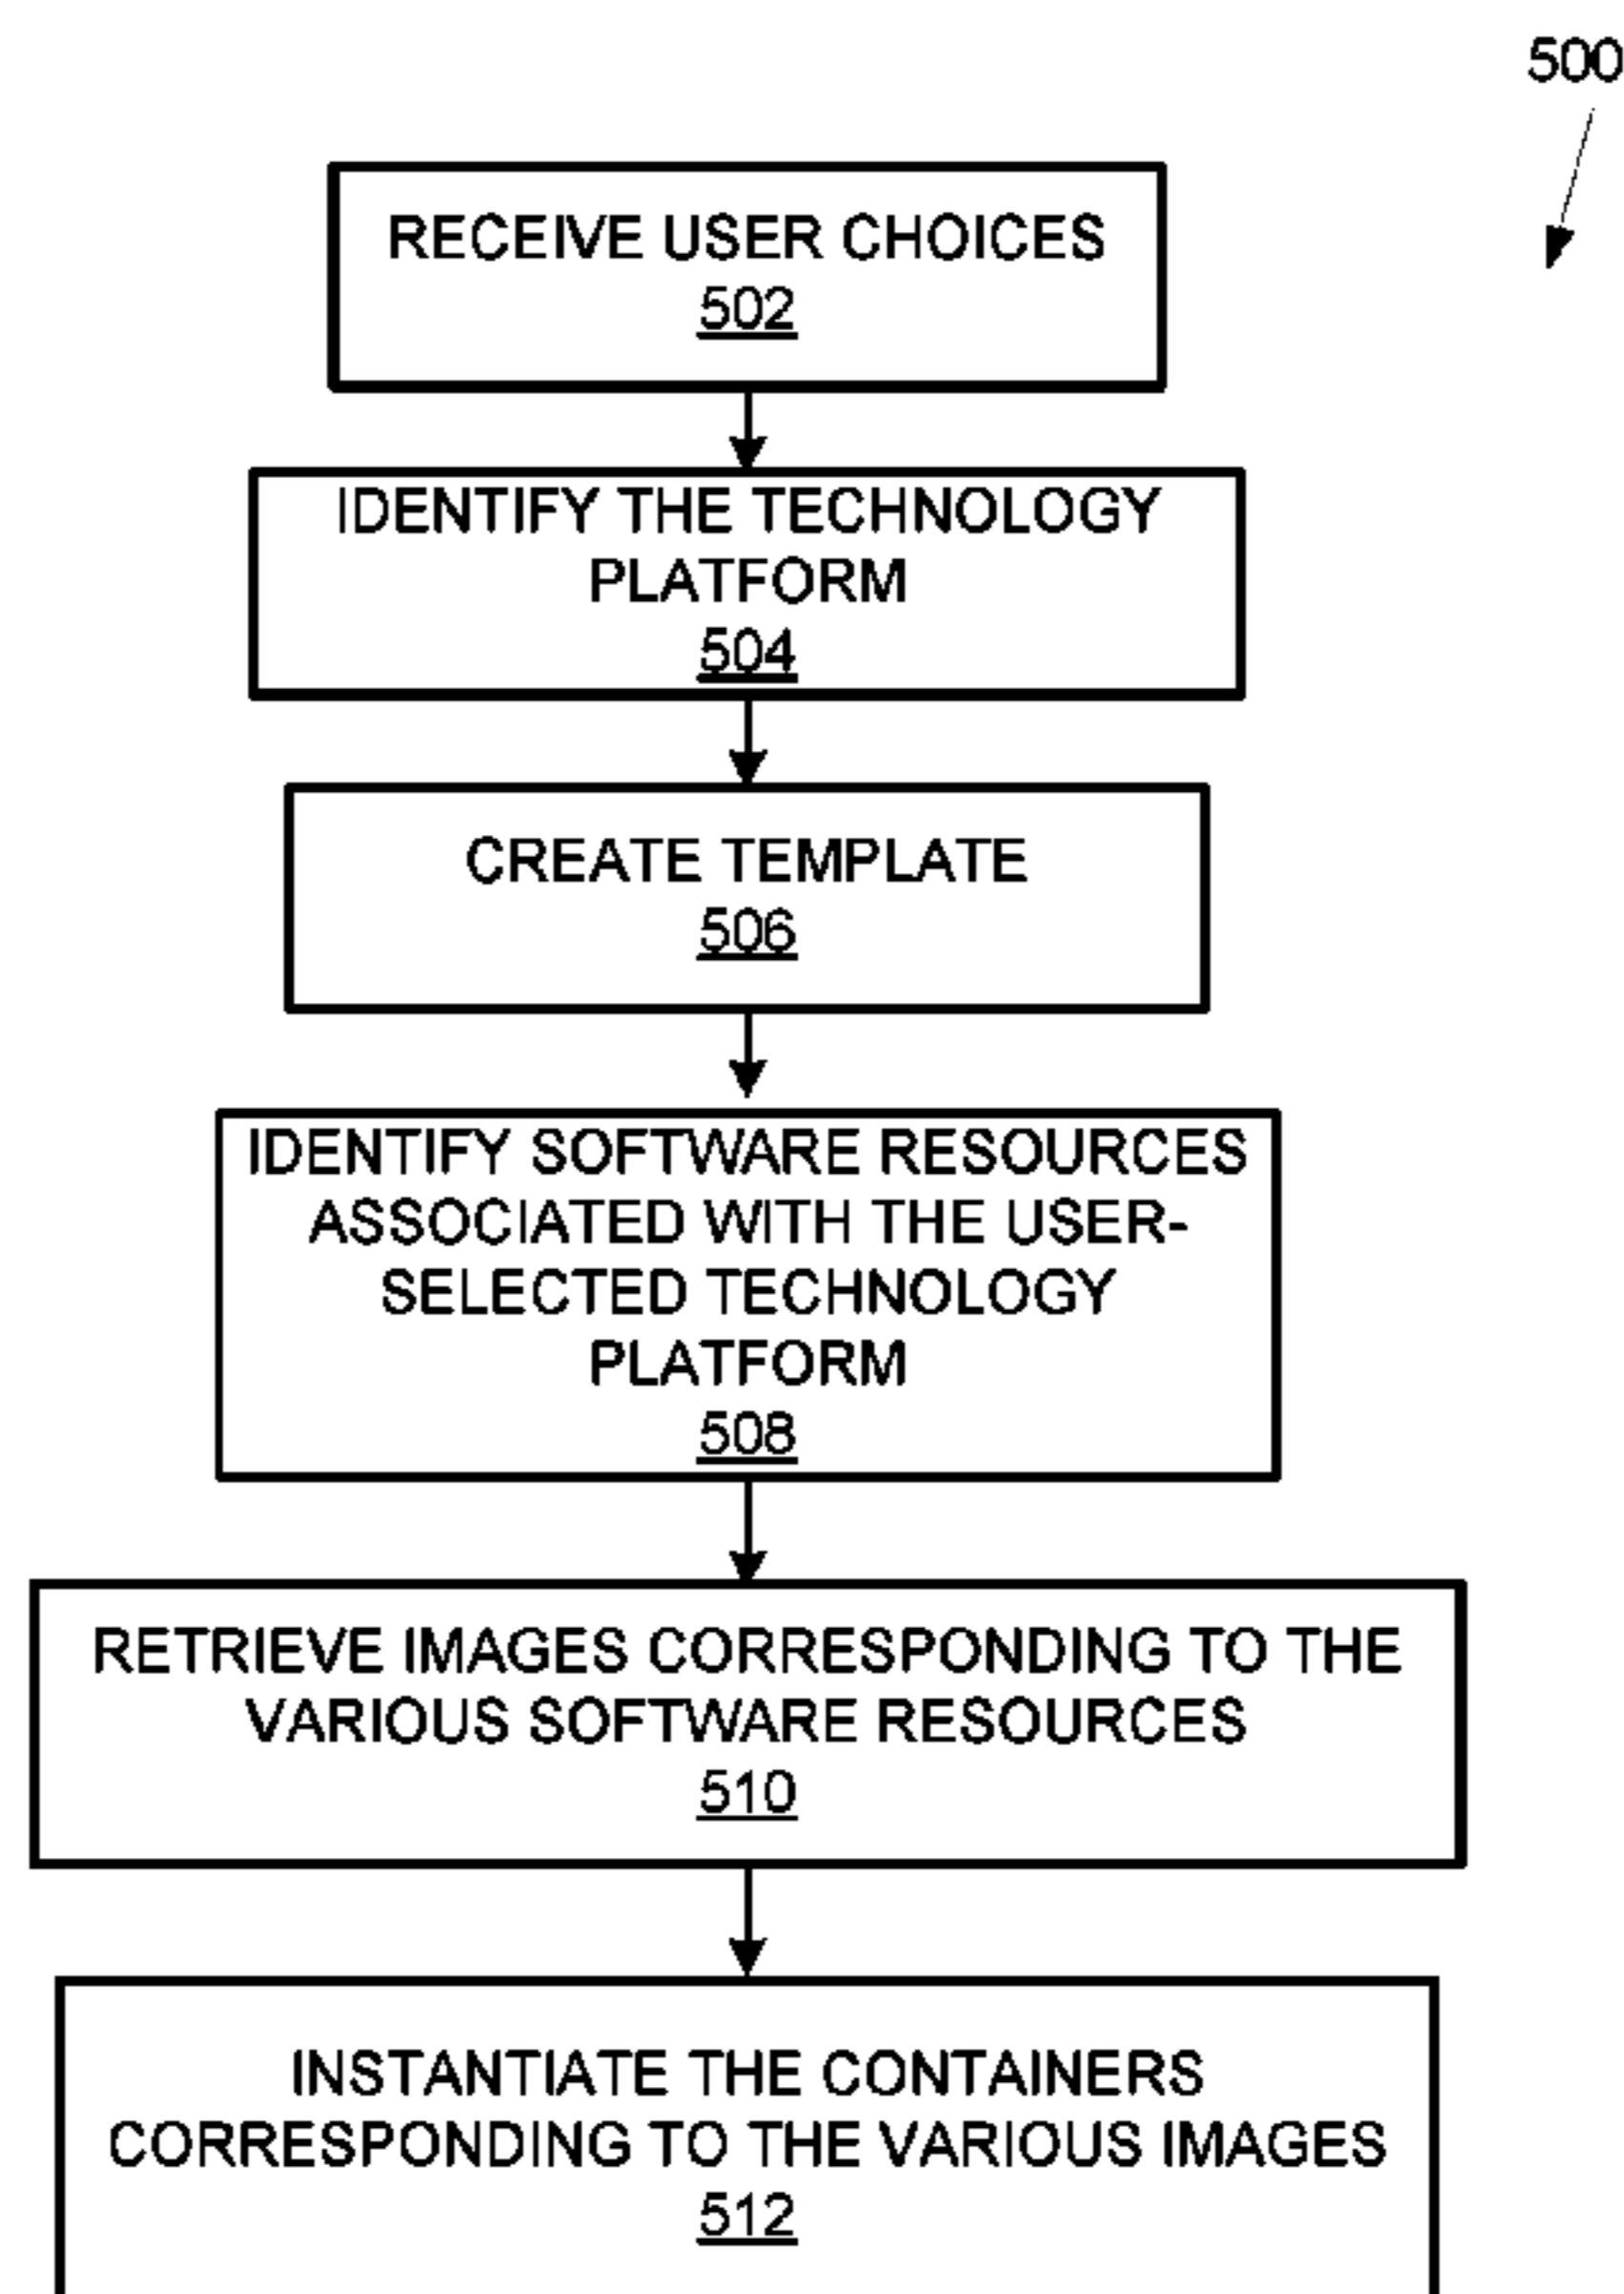 500
RECEIVE USER CHOICES
502
IDENTIFY THE TECHNOLOGY
PLATFORM
504
CREATE TEMPLATE
506
IDENTIFY SOFTWARE RESOURCES
ASSOCIATED WITH THE USER-
SELECTED TECHNOLOGY
PLATFORM
508
RETRIEVE IMAGES CORRESPONDING TO THE
VARIOUS SOFTWARE RESOURCES
510
INSTANTIATE THE CONTAINERS
CORRESPONDING TO THE VARIOUS IMAGES
512